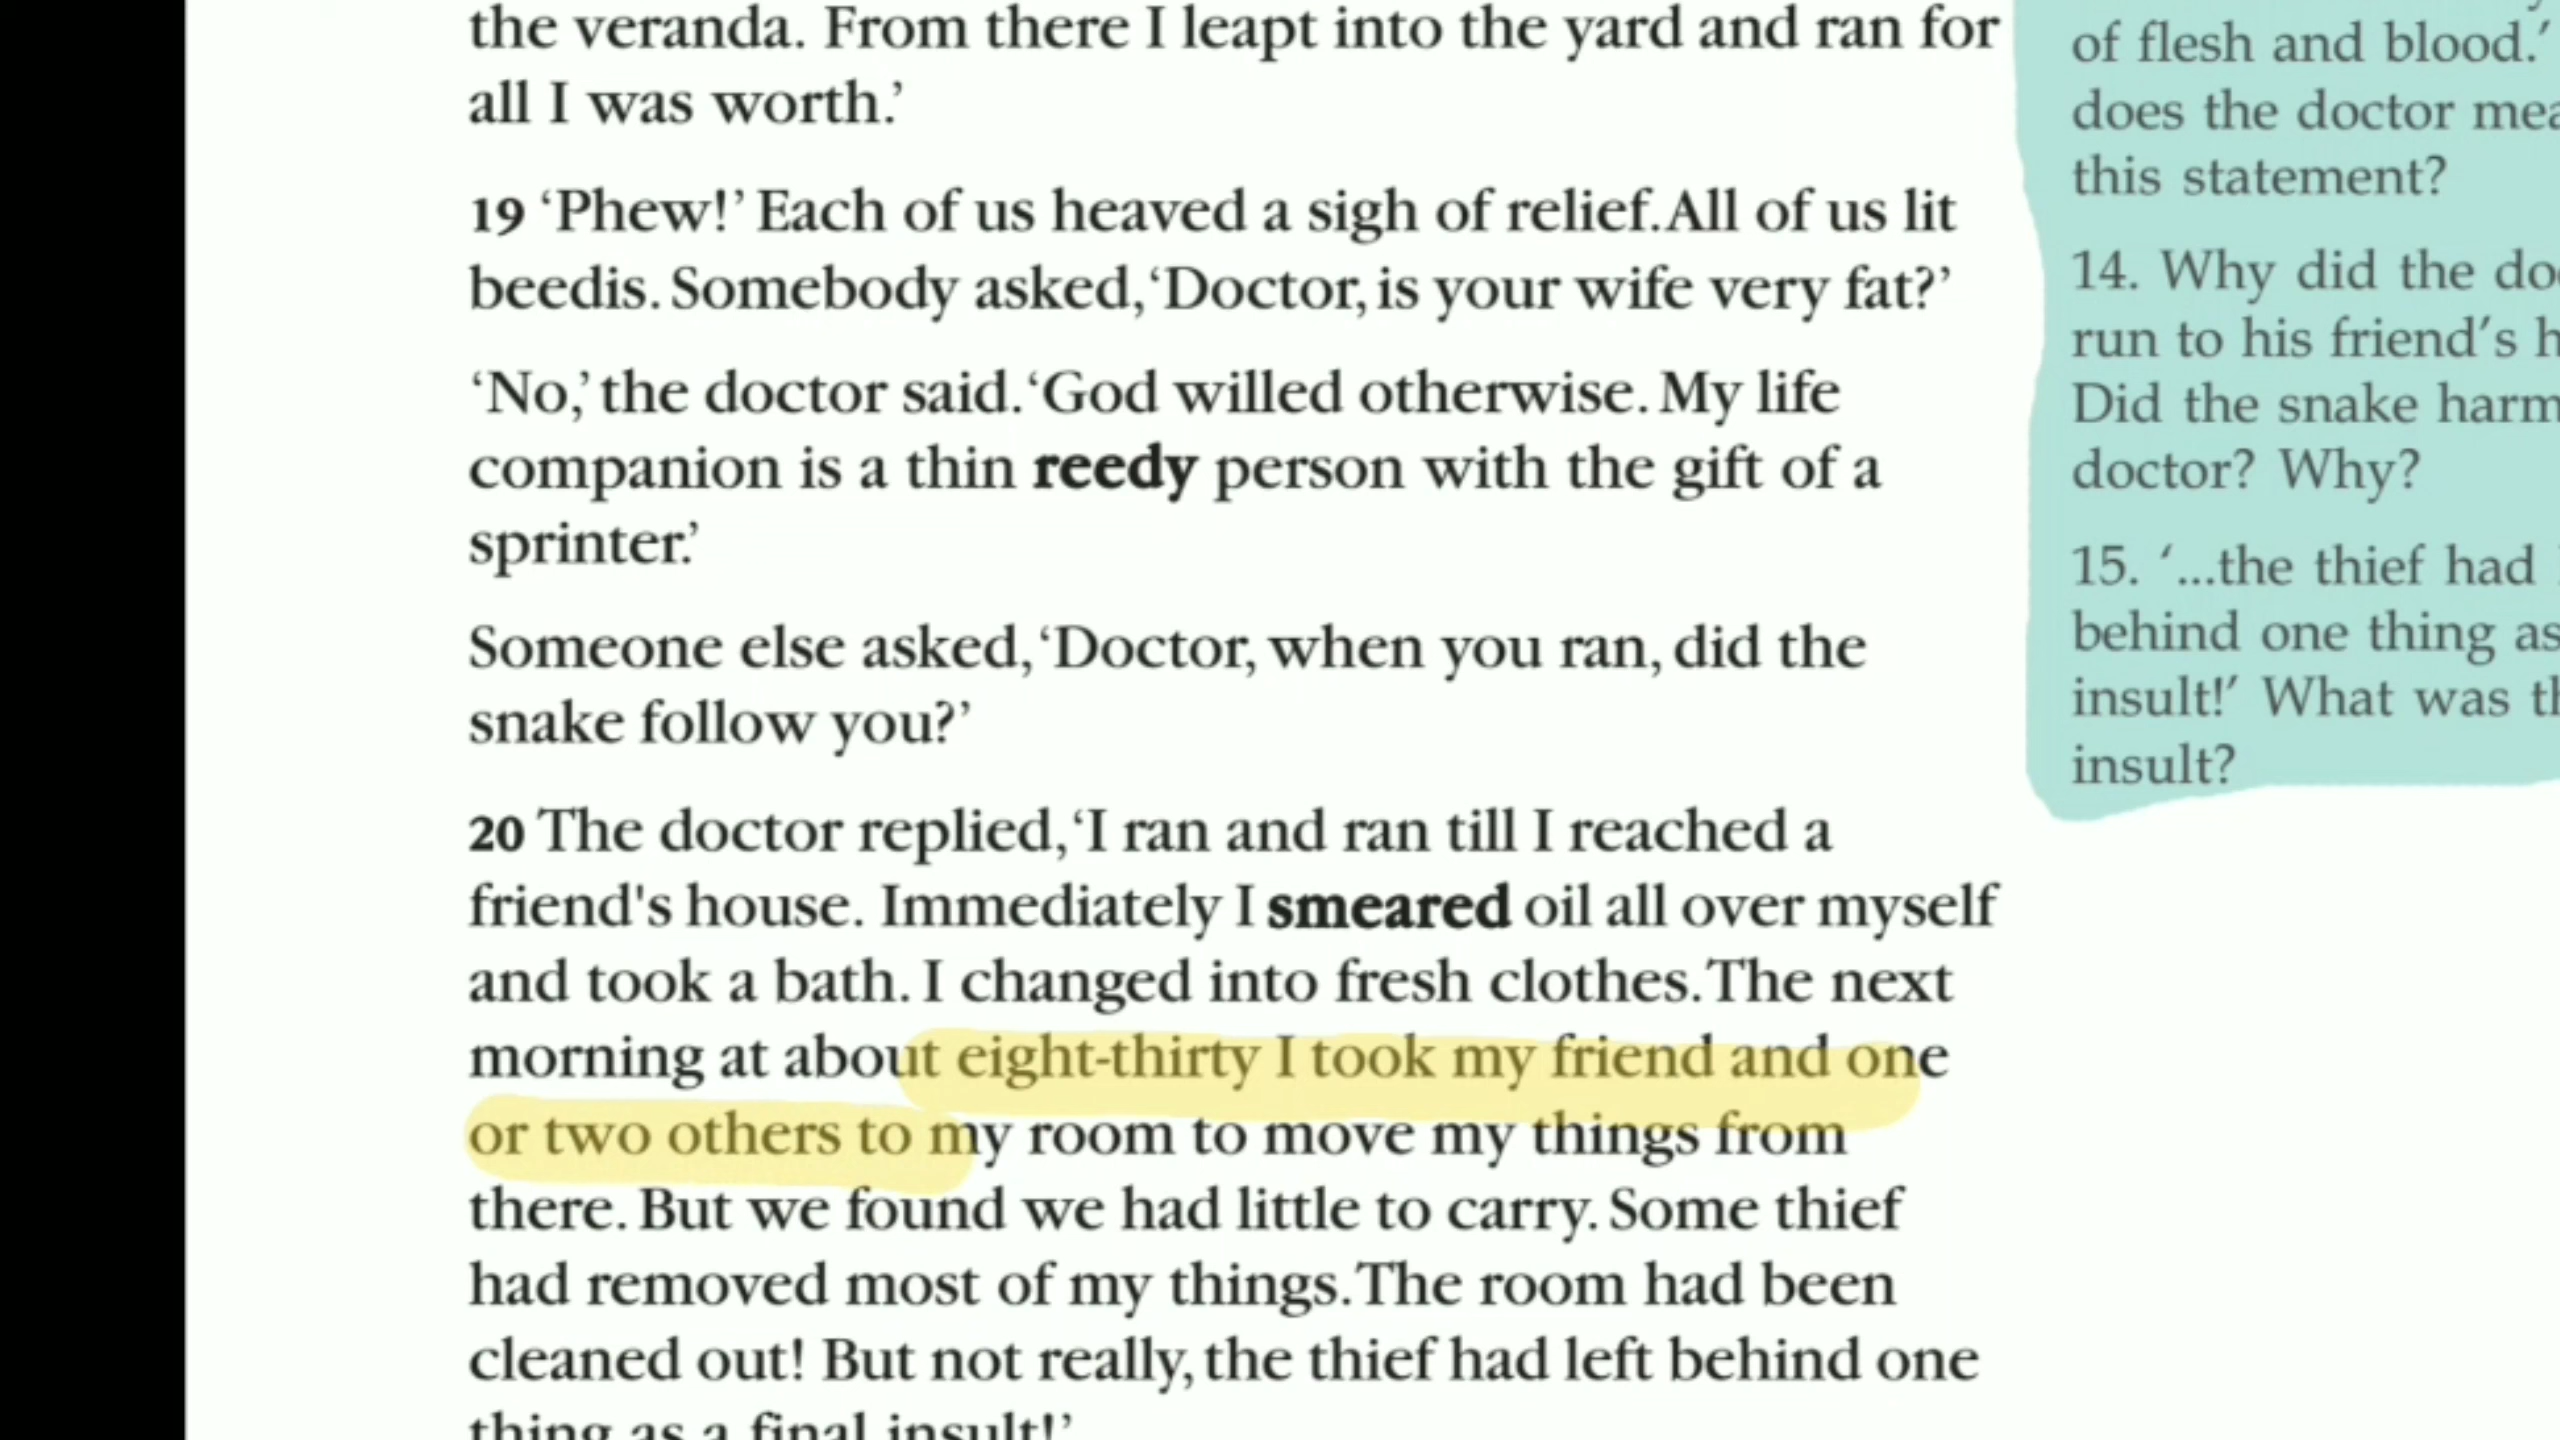 the veranda. From there I leapt into the yard and ran for
all I was worth.’
19 ‘Phew!’ Each of us heaved a sigh of relief. All of us lit
beedis. Somebody asked, ‘Doctor, is your wife very fat?’
‘No,’ the doctor said. ‘God willed otherwise. My life
companion is a thin reedy person with the gift of a
sprinter.’
Someone else asked, ‘Doctor, when you ran, did the
snake follow you?’
20 The doctor replied, ‘I ran and ran till I reached a
friend's house. Immediately I smeared oil all over myself
and took a bath. I changed into fresh clothes. The next
morning at about eight-thirty I took my friend and one
or two others to my room to move my things from
there. But we found we had little to carry. Some thief
had removed most of my things. The room had been
cleaned out! But not really, the thief had left behind one
thing as a final insult!’
of flesh and blood.’
does the doctor
this statement?
14. Why did the
run to his friend’s
Did the snake harm
doctor? Why?
15. ‘...the thief had
behind one thing as
insult!’ What was
insult?